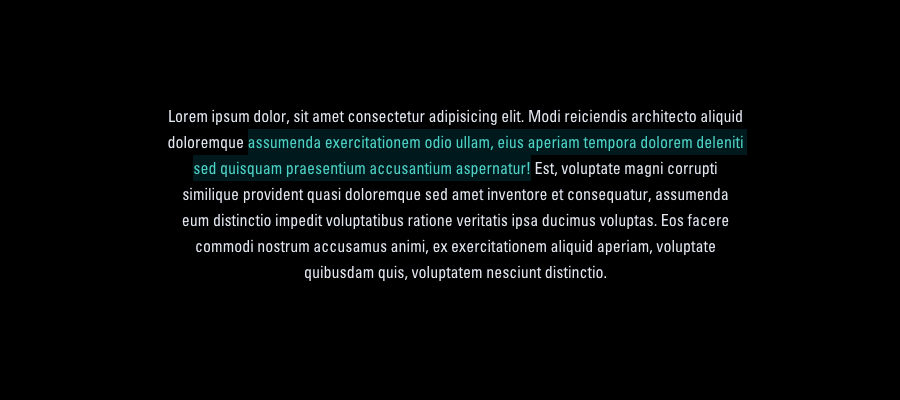 Lorem ipsum dolor, sit amet consectetur adipisicing elit. Modi reiciendis architecto aliquid
doloremque assumenda exercitationem odio ullam, eius aperiam tempora dolorem deleniti
sed quisquam praesentium accusantium aspernatur! Est, voluptate magni corrupti
similique provident quasi doloremque sed amet inventore et consequatur, assumenda
eum distinctio impedit voluptatibus ratione veritatis ipsa ducimus voluptas. Eos facere
commodi nostrum accusamus animi, ex exercitationem aliquid aperiam, voluptate
quibusdam quis, voluptatem nesciunt distinctio.